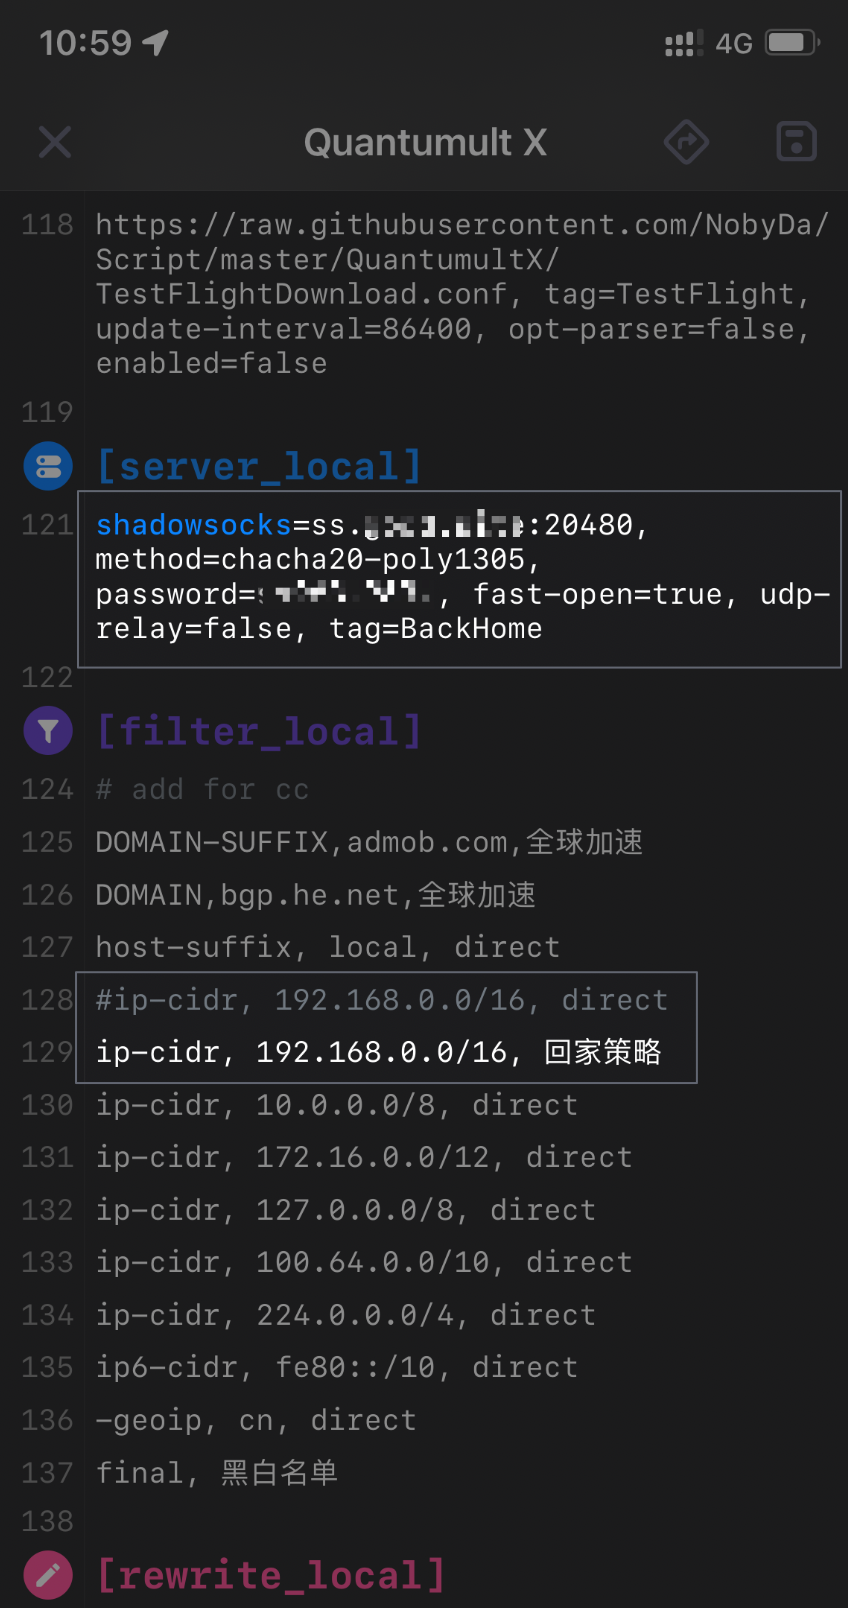 10:59
4G
Quantumult X
118 https://raw.githubusercontent.com/NobyDa/
Script/master/QuantumultX/
TestFlightDownload.conf, tag=TestFlight,
update-interval=86400, opt-parser=false,
enabled=false
119
[server_local]
121 shadowsocks=ss.:20480,
method=chacha20-poly1305,
password=, fast-open=true, udp-
relay=false, tag=BackHome
122
[filter_local]
124 # add for cc
125 DOMAIN-SUFFIX,admob.com,全球加速
126 DOMAIN,bgp.he.net,全球加速
127 host-suffix, local, direct
128 #ip-cidr, 192.168.0.0/16, direct
129 ip-cidr, 192.168.0.0/16, 回家策略
130 ip-cidr, 10.0.0.0/8, direct
131 ip-cidr, 172.16.0.0/12, direct
132 ip-cidr, 127.0.0.0/8, direct
133 ip-cidr, 100.64.0.0/10, direct
134 ip-cidr, 224.0.0.0/4, direct
135 ip6-cidr, fe80::/10, direct
136 -geoip, cn, direct
137 final, 黑白名单
138
[rewrite_local]